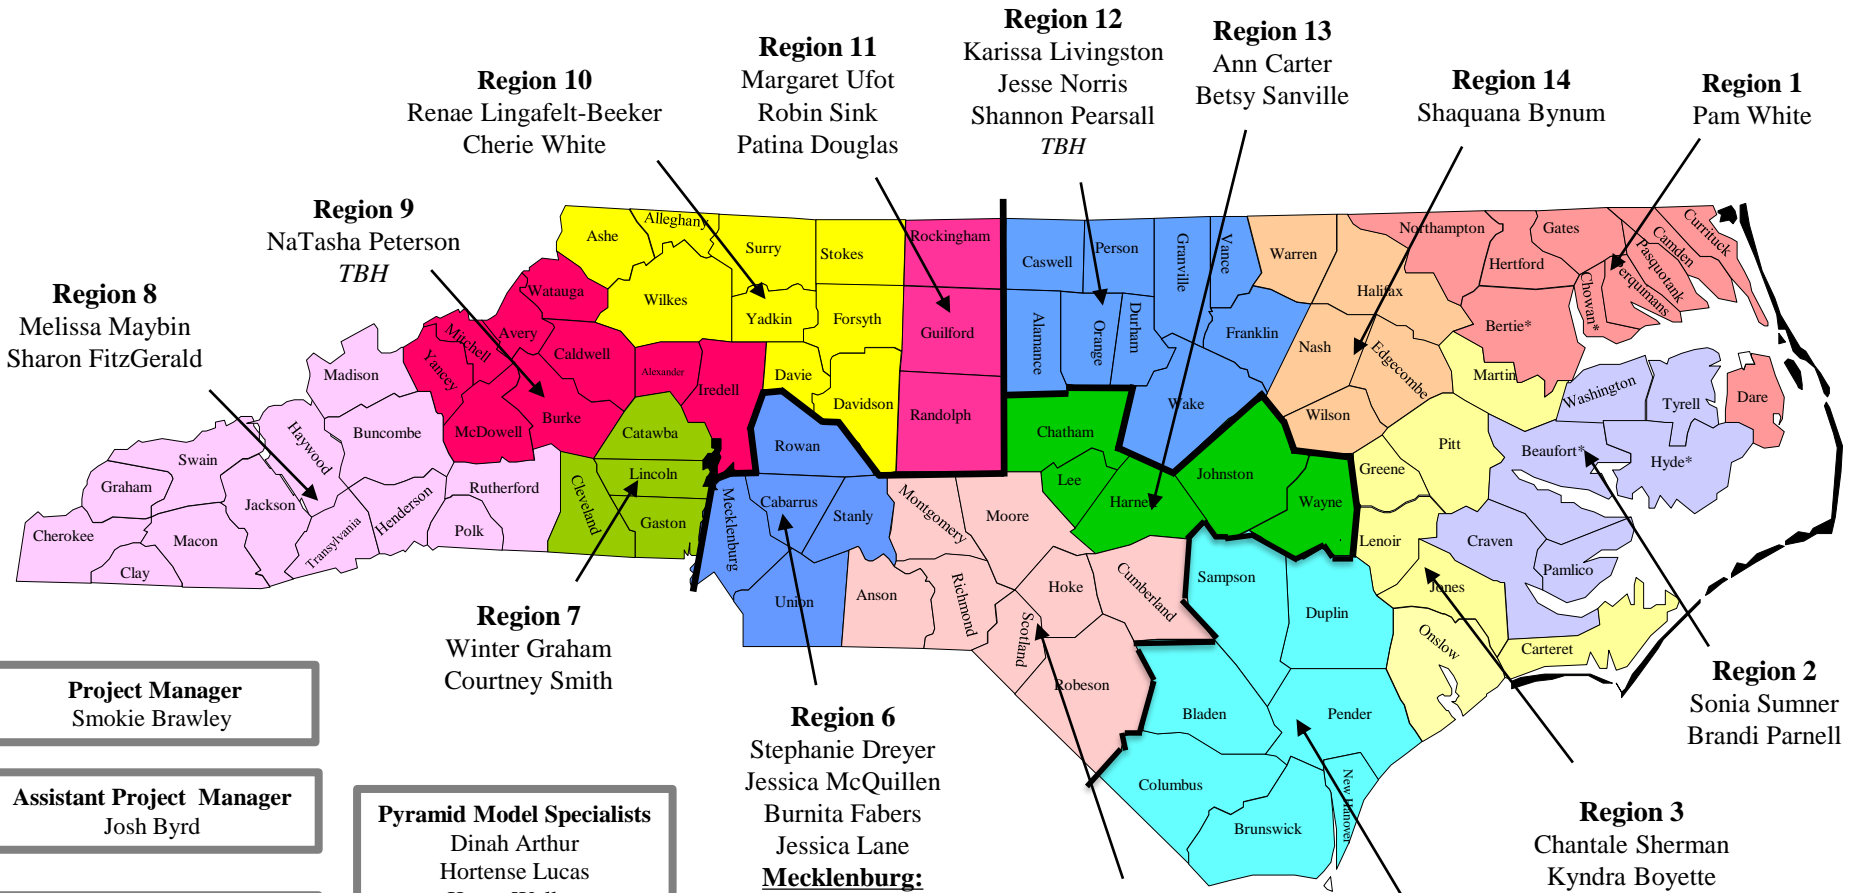 Region 12
Karissa Livingston
Jesse Norris
Shannon Pearsall
TBH
Region 13
Ann Carter
Betsy Sanville
Region 11
Margaret Ufot
Robin Sink
Patina Douglas
Region 10
Renae Lingafelt-Beeker
Cherie White
Region 14
Shaquana Bynum
Region 1
Pam White
Region 9
NaTasha Peterson
TBH
Region 8
Melissa Maybin
Sharon FitzGerald
Ashe
Alleghany
Surry
Stokes
Rockingham
Caswell
Person
Granville
Vance
Warren
Northampton
Gates
Hertford
Currituck
Camden
Pasquotank
Perquimans
Chowan*
Watauga
Wilkes
Yadkin
Forsyth
Guilford
Alamance
Orange
Durham
Franklin
Halifax
Bertie*
Mitchell
Avery
Yancey
Caldwell
Alexander
Iredell
Davie
Davidson
Randolph
Wake
Nash
Edgecombe
Wilson
Martin
Washington
Tyrell
Dare
Madison
Buncombe
Haywood
McDowell
Burke
Catawba
Rowan
Chatham
Lee
Harnett
Johnston
Wayne
Greene
Pitt
Beaufort*
Hyde*
Swain
Graham
Jackson
Cherokee
Macon
Clay
Transylvania
Henderson
Rutherford
Polk
Cleveland
Lincoln
Gaston
Mecklenburg
Cabarrus
Stanly
Union
Montgomery
Moore
Anson
Richmond
Hoke
Scotland
Cumberland
Robeson
Sampson
Duplin
Lenoir
Jones
Craven
Pamlico
Onslow
Carteret
Bladen
Pender
Columbus
Brunswick
New Hanover
Region 7
Winter Graham
Courtney Smith
Region 6
Stephanie Dreyer
Jessica McQuillen
Burnita Fabers
Jessica Lane
Mecklenburg:
Region 2
Sonia Sumner
Brandi Parnell
Region 3
Chantale Sherman
Kyndra Boyette
Project Manager
Smokie Brawley
Assistant Project Manager
Josh Byrd
Pyramid Model Specialists
Dinah Arthur
Hortense Lucas